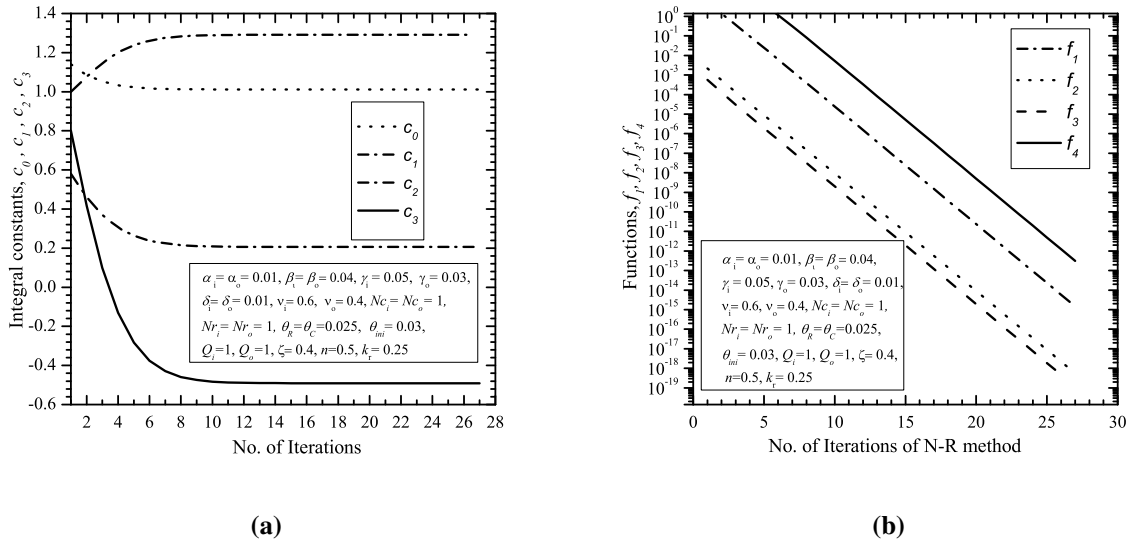 1.4
1.2
1.0
0.8
0.6
0.4
0.2
0.0
-0.2
-0.4
-0.6
Integral constants, c₀ , c₁ , c₂ , c₃
c₀
c₁
c₂
c₃
αᵢ= αₒ= 0.01, βᵢ= βₒ= 0.04, γᵢ= 0.05, γₒ= 0.03,
δᵢ= δₒ= 0.01, νᵢ= 0.6, νₒ= 0.4, Ncᵢ= Ncₒ= 1,
Nrᵢ= Nrₒ= 1, θ_R= θ_C= 0.025, θ_ini= 0.03,
Qᵢ=1, Qₒ=1, ζ= 0.4, n=0.5, kᵣ= 0.25
2 4 6 8 10 12 14 16 18 20 22 24 26 28
No. of Iterations
(a)
10⁰
10⁻¹
10⁻²
10⁻³
10⁻⁴
10⁻⁵
10⁻⁶
10⁻⁷
10⁻⁸
10⁻⁹
10⁻¹⁰
10⁻¹¹
10⁻¹²
10⁻¹³
10⁻¹⁴
10⁻¹⁵
10⁻¹⁶
10⁻¹⁷
10⁻¹⁸
10⁻¹⁹
Functions, f₁, f₂, f₃, f₄
f₁
f₂
f₃
f₄
αᵢ= αₒ= 0.01, βᵢ= βₒ= 0.04,
γᵢ= 0.05, γₒ= 0.03, δᵢ= δₒ= 0.01,
νᵢ= 0.6, νₒ= 0.4, Ncᵢ= Ncₒ= 1,
Nrᵢ= Nrₒ= 1, θ_R= θ_C= 0.025,
θ_ini= 0.03, Qᵢ=1, Qₒ=1, ζ= 0.4,
n=0.5, kᵣ= 0.25
0 5 10 15 20 25 30
No. of Iterations of N-R method
(b)